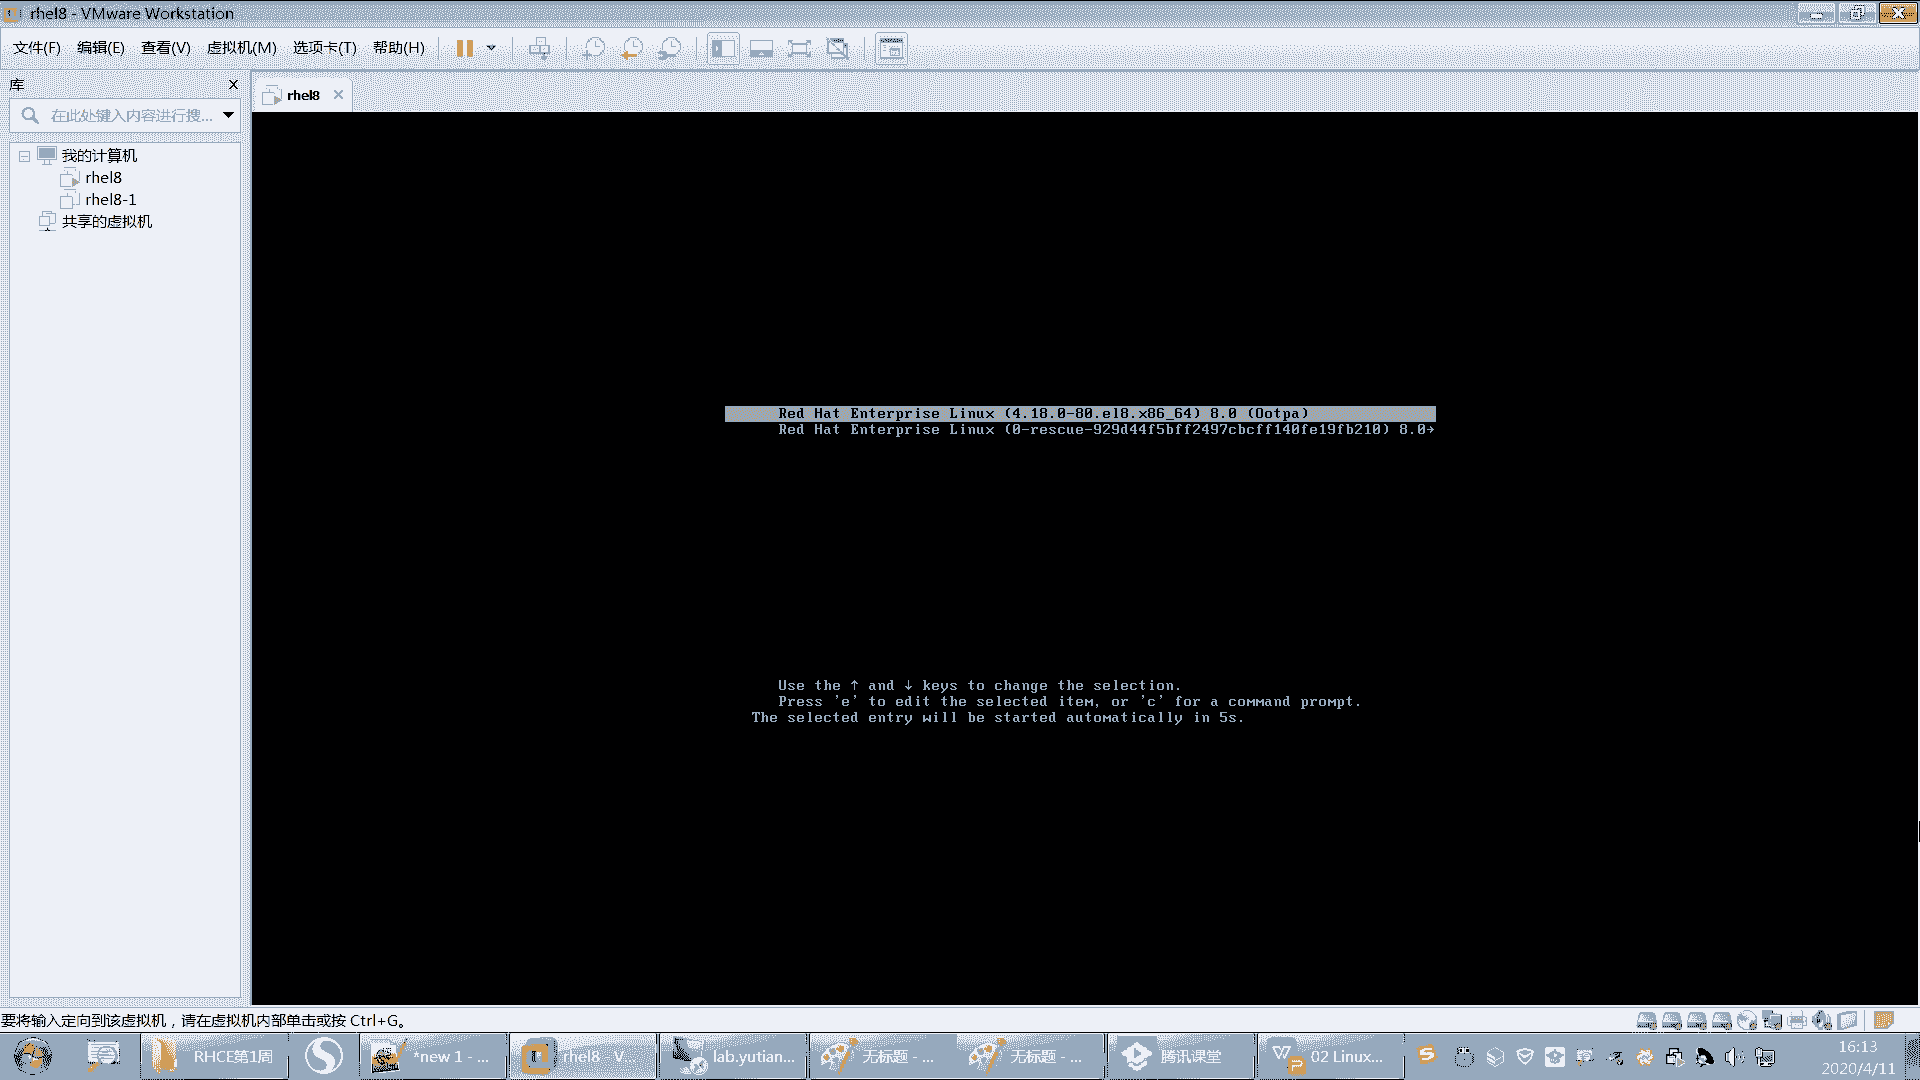 rhel8 - VMware Workstation
文件(F) 编辑(E) 查看(V) 虚拟机(M) 选项卡(T) 帮助(H)
库
在此处键入内容进行搜...
我的计算机
rhel8
rhel8-1
共享的虚拟机
rhel8
Red Hat Enterprise Linux (4.18.0-80.el8.x86_64) 8.0 (Ootpa)
Red Hat Enterprise Linux (0-rescue-929d44f5bff2497cbcff140fe19fb210) 8.0→
Use the ↑ and ↓ keys to change the selection.
Press 'e' to edit the selected item, or 'c' for a command prompt.
The selected entry will be started automatically in 5s.
要将输入定向到该虚拟机，请在虚拟机内部单击或按 Ctrl+G。
RHCE第1周 *new 1 - ... rhel8 - V... lab.yutian... 无标题 - ... 无标题 - ... 腾讯课堂 02 Linux...
16:13
2020/4/11